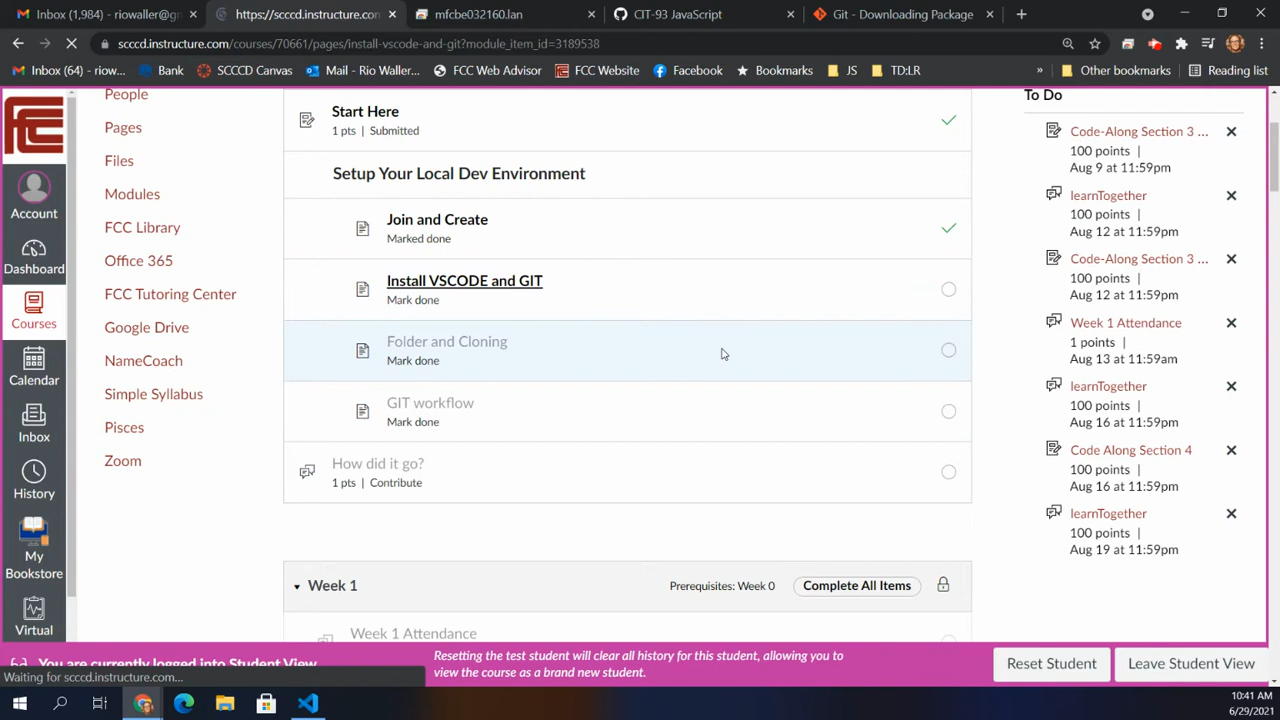 Inbox (1,984) - riowaller@g
https://scccd.instructure.com/
mfcbe032160.lan
CIT-93 JavaScript
Git - Downloading Package
scccd.instructure.com/courses/70661/pages/install-vscode-and-git?module_item_id=3189538
Inbox (64) - riow...
Bank
SCCCD Canvas
Mail - Rio Waller...
FCC Web Advisor
FCC Website
Facebook
Bookmarks
JS
TD:LR
»
Other bookmarks
Reading list
FCC
Account
Dashboard
Courses
Calendar
Inbox
History
My
Bookstore
Virtual
People
Pages
Files
Modules
FCC Library
Office 365
FCC Tutoring Center
Google Drive
NameCoach
Simple Syllabus
Pisces
Zoom
Start Here
1 pts | Submitted
Setup Your Local Dev Environment
Join and Create
Marked done
Install VSCODE and GIT
Mark done
Folder and Cloning
Mark done
GIT workflow
Mark done
How did it go?
1 pts | Contribute
Week 1
Prerequisites: Week 0
Complete All Items
Week 1 Attendance
To Do
Code-Along Section 3 ...
100 points |
Aug 9 at 11:59pm
learnTogether
100 points |
Aug 12 at 11:59pm
Code-Along Section 3 ...
100 points |
Aug 12 at 11:59pm
Week 1 Attendance
1 points |
Aug 13 at 11:59am
learnTogether
100 points |
Aug 16 at 11:59pm
Code Along Section 4
100 points |
Aug 16 at 11:59pm
learnTogether
100 points |
Aug 19 at 11:59pm
You are currently logged into Student View
Resetting the test student will clear all history for this student, allowing you to
view the course as a brand new student.
Reset Student
Leave Student View
Waiting for scccd.instructure.com...
10:41 AM
6/29/2021